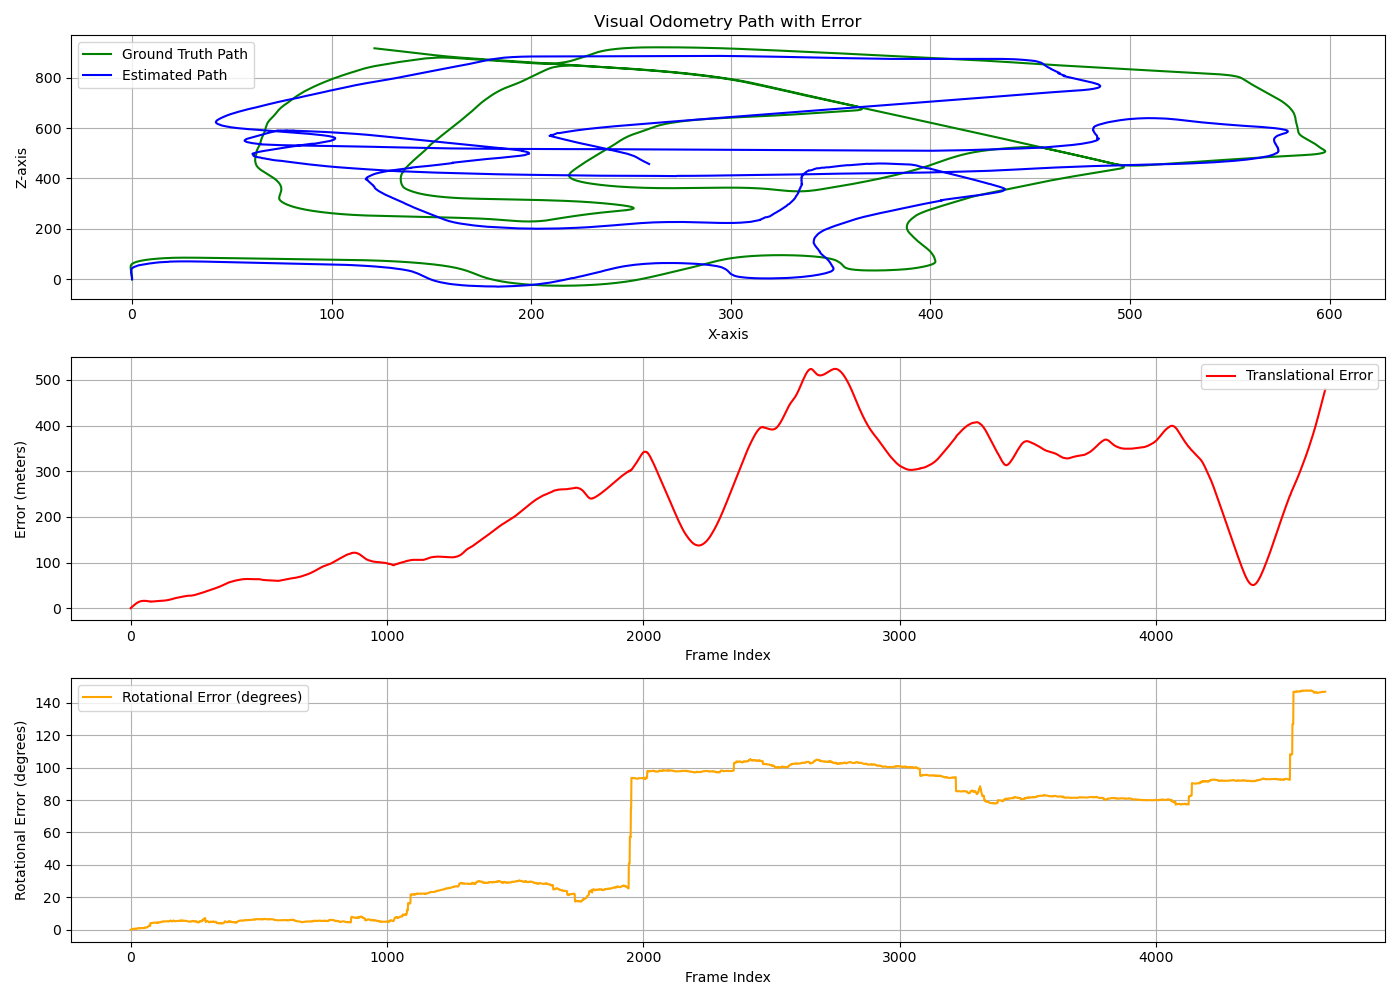 Visual Odometry Path with Error
Ground Truth Path
Estimated Path
Z-axis
800
600
400
200
0
0 100 200 300 400 500 600
X-axis
Translational Error
Error (meters)
500
400
300
200
100
0
0 1000 2000 3000 4000
Frame Index
Rotational Error (degrees)
Rotational Error (degrees)
140
120
100
80
60
40
20
0
0 1000 2000 3000 4000
Frame Index